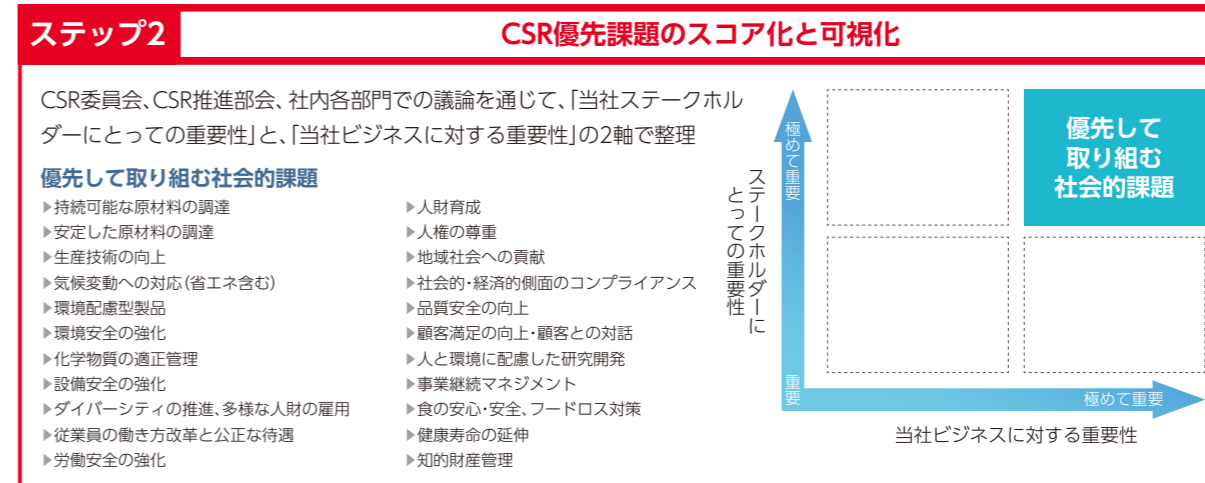 ステップ2
CSR優先課題のスコア化と可視化
CSR委員会、CSR推進部会、社内各部門での議論を通じて、「当社ステークホル
ダーにとっての重要性」と、「当社ビジネスに対する重要性」の2軸で整理
優先して取り組む社会的課題
▶持続可能な原材料の調達
▶安定した原材料の調達
▶生産技術の向上
▶気候変動への対応（省エネ含む）
▶環境配慮型製品
▶環境安全の強化
▶化学物質の適正管理
▶設備安全の強化
▶ダイバーシティの推進、多様な人財の雇用
▶従業員の働き方改革と公正な待遇
▶労働安全の強化
▶人財育成
▶人権の尊重
▶地域社会への貢献
▶社会的・経済的側面のコンプライアンス
▶品質安全の向上
▶顧客満足の向上・顧客との対話
▶人と環境に配慮した研究開発
▶事業継続マネジメント
▶食の安心・安全、フードロス対策
▶健康寿命の延伸
▶知的財産管理
ステークホルダーに
とっての重要性
極めて重要
重要
優先して
取り組む
社会的課題
極めて重要
当社ビジネスに対する重要性